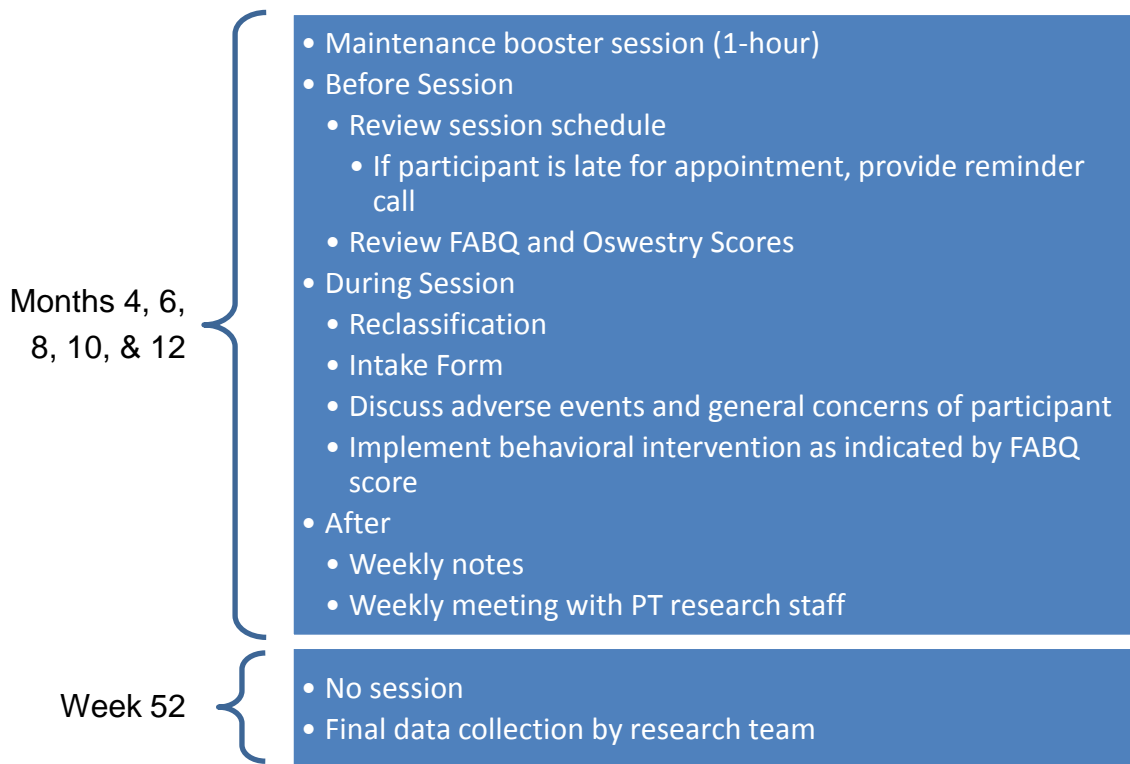 Months 4, 6,
8, 10, & 12
• Maintenance booster session (1-hour)
• Before Session
• Review session schedule
• If participant is late for appointment, provide reminder
call
• Review FABQ and Oswestry Scores
• During Session
• Reclassification
• Intake Form
• Discuss adverse events and general concerns of participant
• Implement behavioral intervention as indicated by FABQ
score
• After
• Weekly notes
• Weekly meeting with PT research staff
Week 52
• No session
• Final data collection by research team